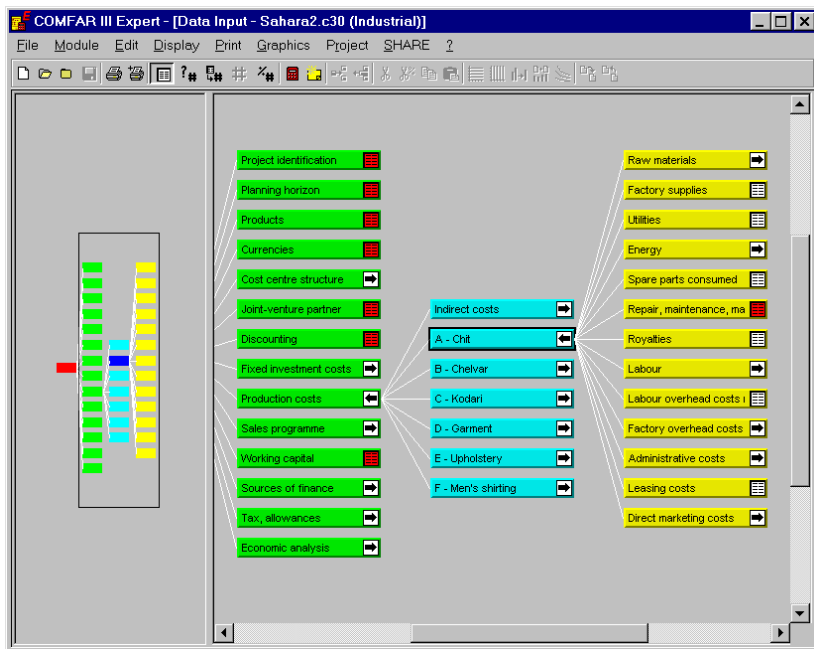 COMFAR III Expert - [Data Input - Sahara2.c30 (Industrial)]
File Module Edit Display Print Graphics Project SHARE ?
Project identification
Planning horizon
Products
Currencies
Cost centre structure
Joint-venture partner
Discounting
Fixed investment costs
Production costs
Sales programme
Working capital
Sources of finance
Tax, allowances
Economic analysis
Indirect costs
A - Chit
B - Chelvar
C - Kodari
D - Garment
E - Upholstery
F - Men's shirting
Raw materials
Factory supplies
Utilities
Energy
Spare parts consumed
Repair, maintenance, ma
Royalties
Labour
Labour overhead costs
Factory overhead costs
Administrative costs
Leasing costs
Direct marketing costs